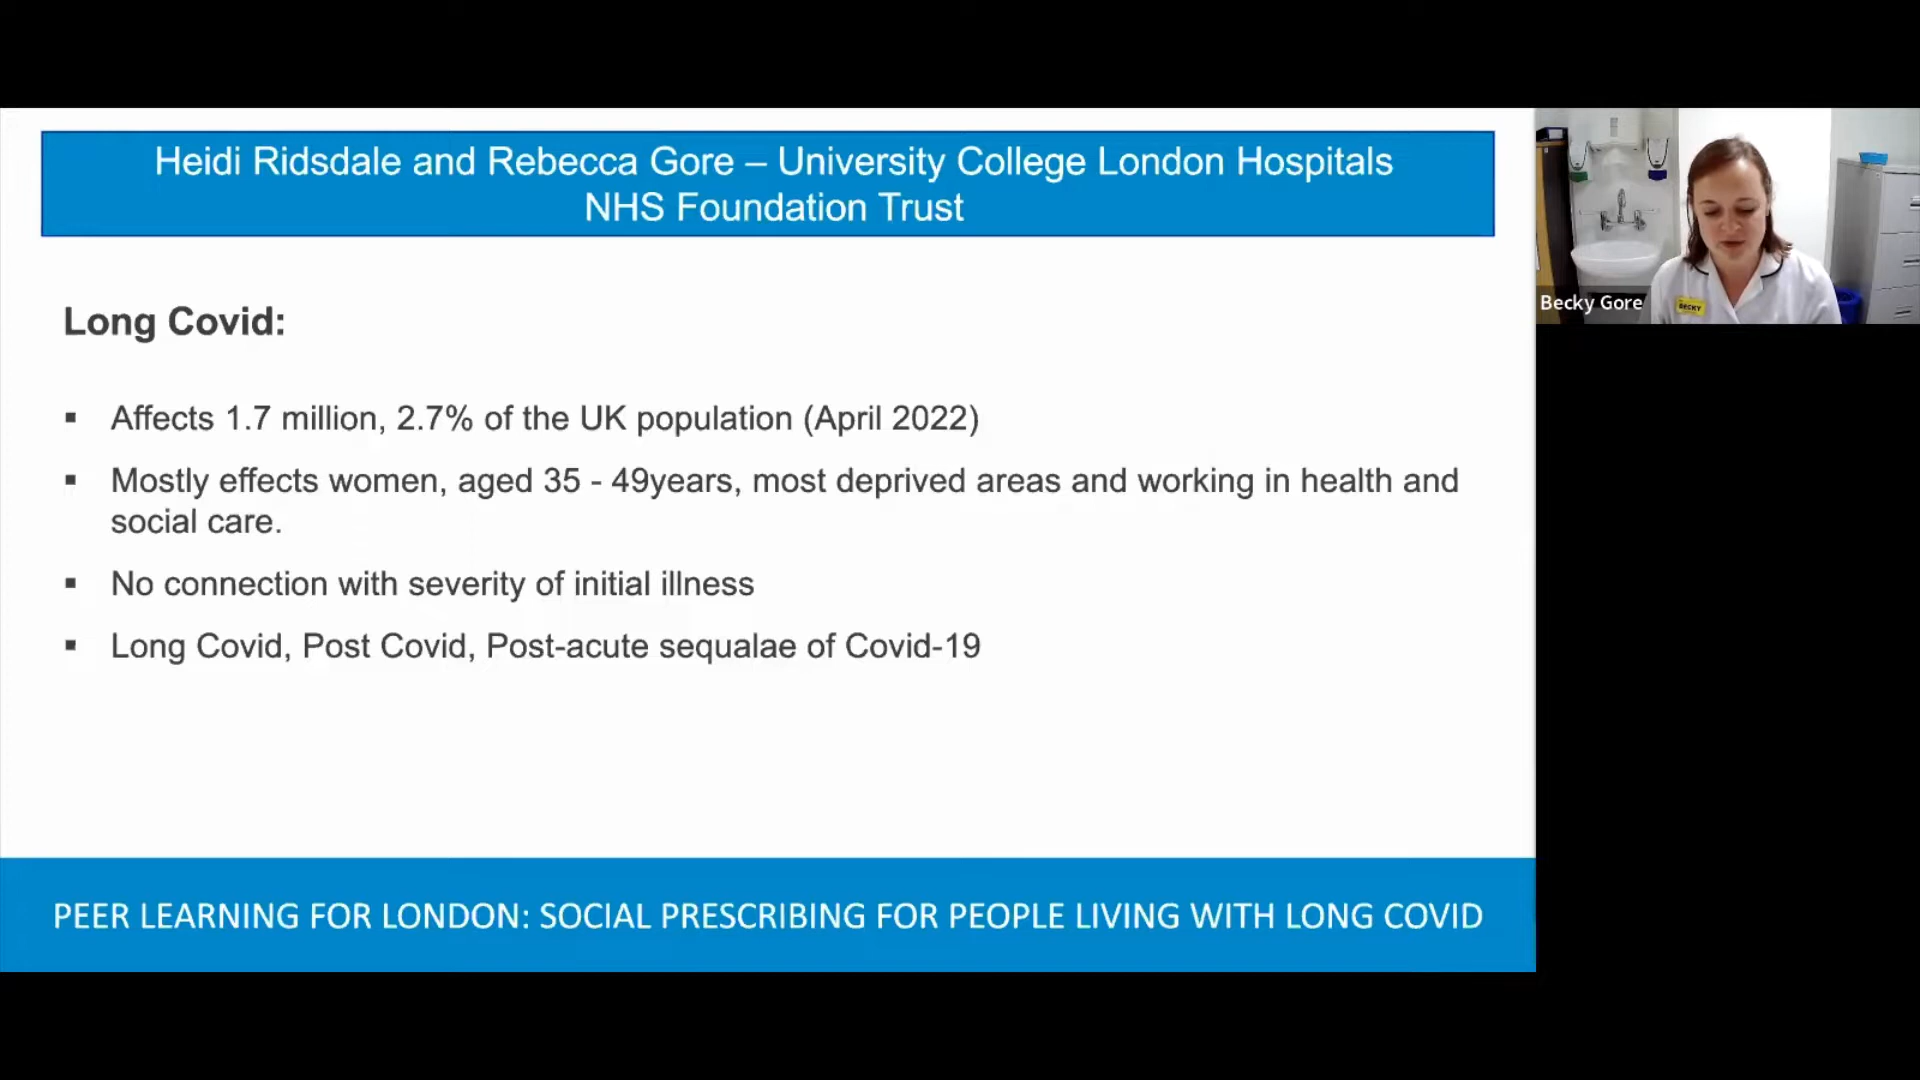 Heidi Ridsdale and Rebecca Gore – University College London Hospitals
NHS Foundation Trust
Becky Gore
BECKY
Long Covid:
▪ Affects 1.7 million, 2.7% of the UK population (April 2022)
▪ Mostly effects women, aged 35 - 49years, most deprived areas and working in health and
social care.
▪ No connection with severity of initial illness
▪ Long Covid, Post Covid, Post-acute sequalae of Covid-19
PEER LEARNING FOR LONDON: SOCIAL PRESCRIBING FOR PEOPLE LIVING WITH LONG COVID